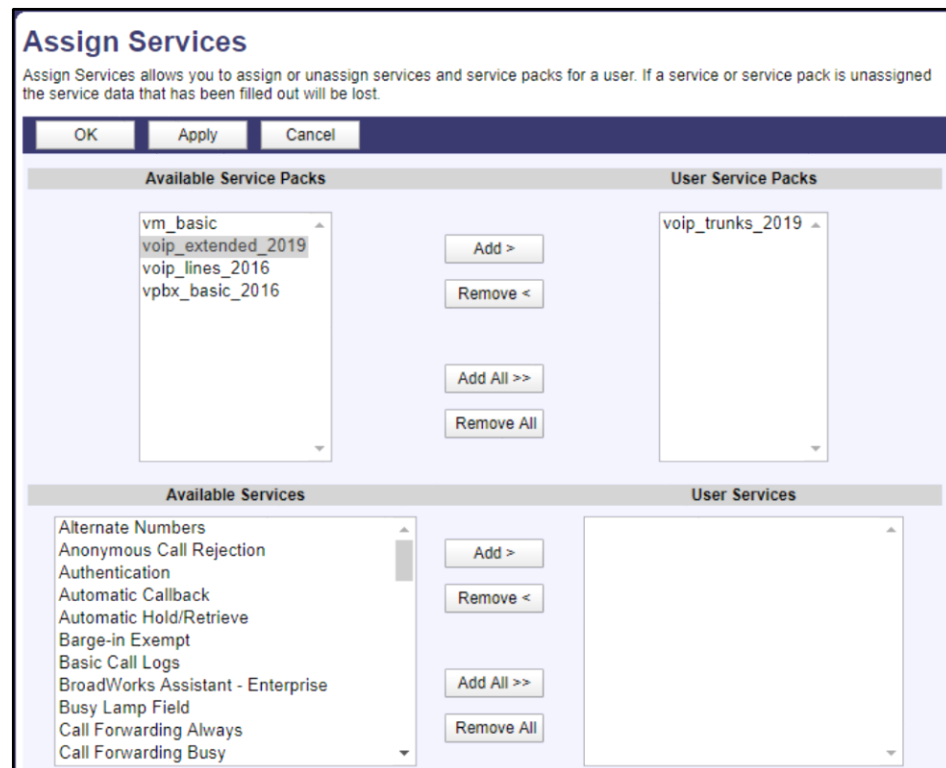 Assign Services
Assign Services allows you to assign or unassign services and service packs for a user. If a service or service pack is unassigned
the service data that has been filled out will be lost.
OK Apply Cancel
Available Service Packs User Service Packs
vm_basic
voip_extended_2019
voip_lines_2016
vpbx_basic_2016
Add >
Remove <
Add All >>
Remove All
voip_trunks_2019
Available Services User Services
Alternate Numbers
Anonymous Call Rejection
Authentication
Automatic Callback
Automatic Hold/Retrieve
Barge-in Exempt
Basic Call Logs
BroadWorks Assistant - Enterprise
Busy Lamp Field
Call Forwarding Always
Call Forwarding Busy
Add >
Remove <
Add All >>
Remove All